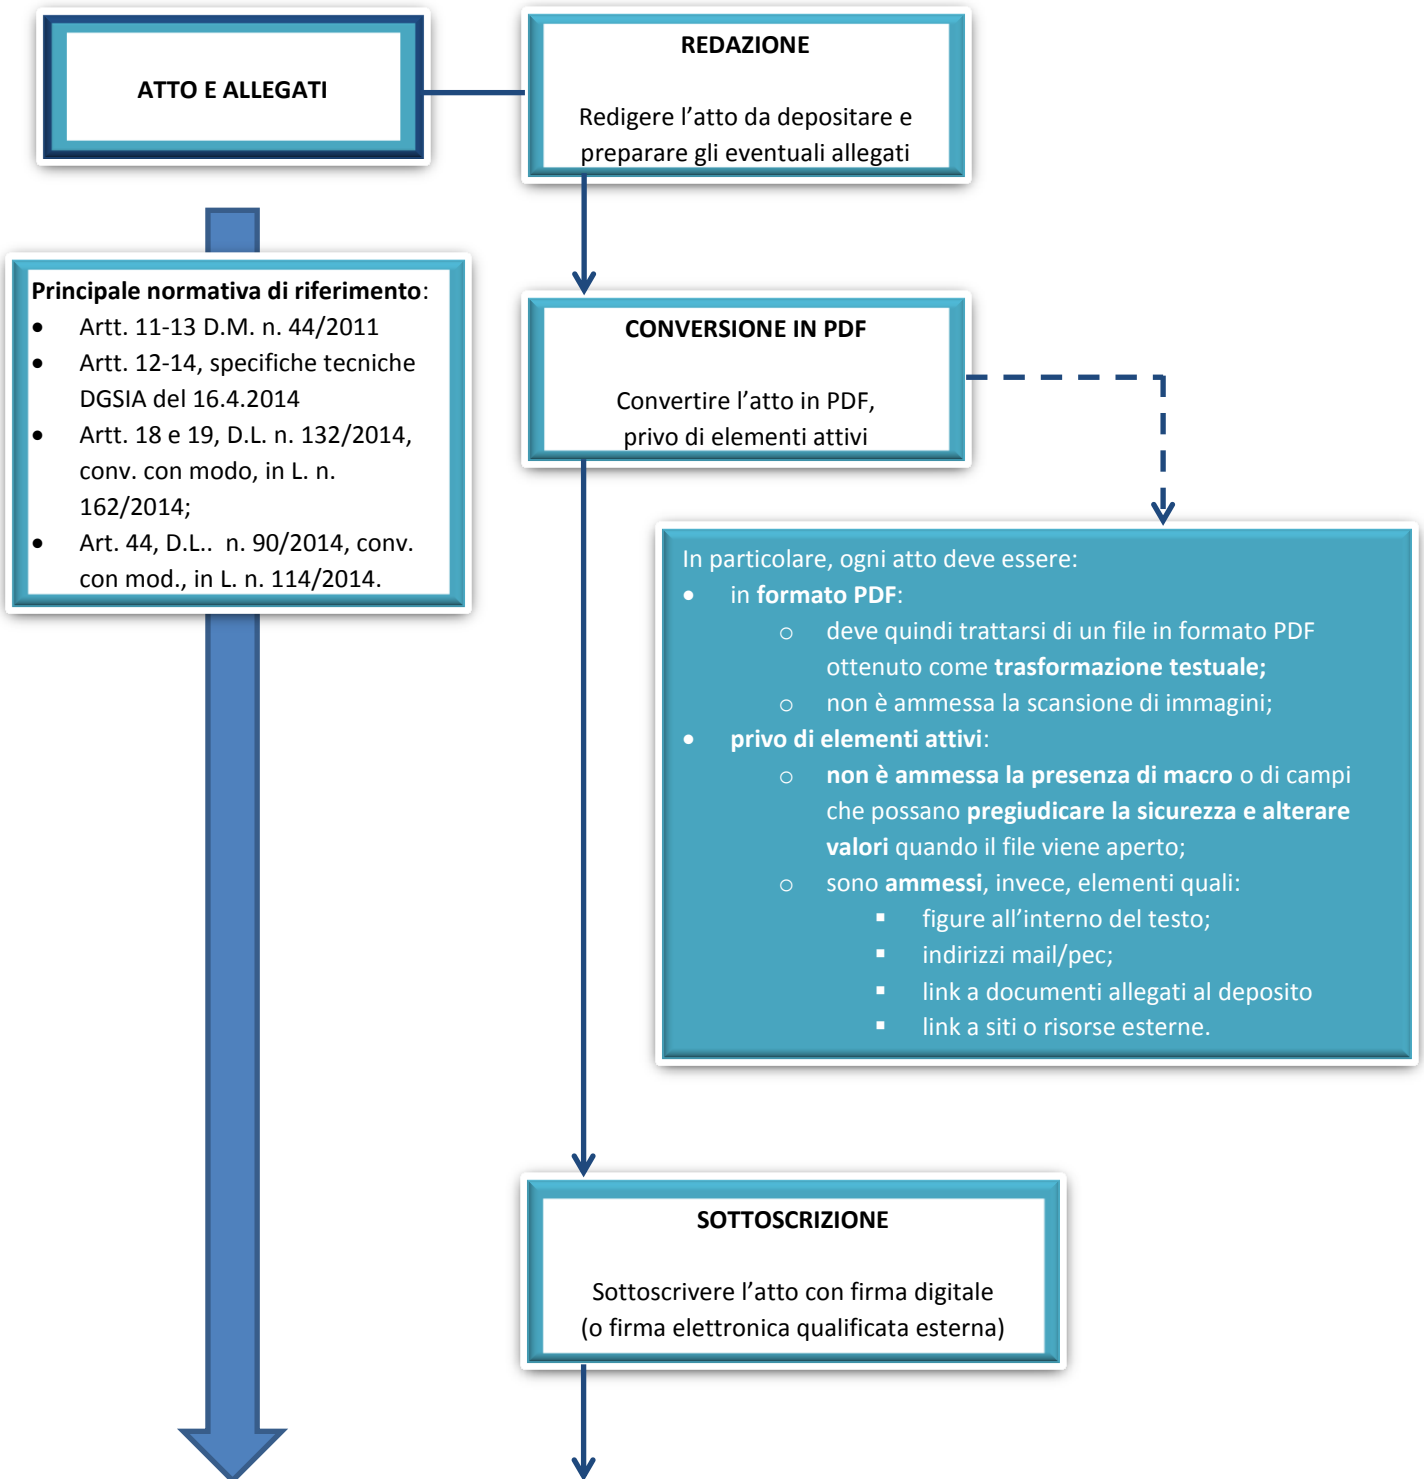 ATTO E ALLEGATI
REDAZIONE
Redigere l’atto da depositare e
preparare gli eventuali allegati
Principale normativa di riferimento:
• Artt. 11-13 D.M. n. 44/2011
• Artt. 12-14, specifiche tecniche
DGSIA del 16.4.2014
• Artt. 18 e 19, D.L. n. 132/2014,
conv. con modo, in L. n.
162/2014;
• Art. 44, D.L.. n. 90/2014, conv.
con mod., in L. n. 114/2014.
CONVERSIONE IN PDF
Convertire l’atto in PDF,
privo di elementi attivi
In particolare, ogni atto deve essere:
• in formato PDF:
o deve quindi trattarsi di un file in formato PDF
ottenuto come trasformazione testuale;
o non è ammessa la scansione di immagini;
• privo di elementi attivi:
o non è ammessa la presenza di macro o di campi
che possano pregiudicare la sicurezza e alterare
valori quando il file viene aperto;
o sono ammessi, invece, elementi quali:
▪ figure all’interno del testo;
▪ indirizzi mail/pec;
▪ link a documenti allegati al deposito
▪ link a siti o risorse esterne.
SOTTOSCRIZIONE
Sottoscrivere l’atto con firma digitale
(o firma elettronica qualificata esterna)